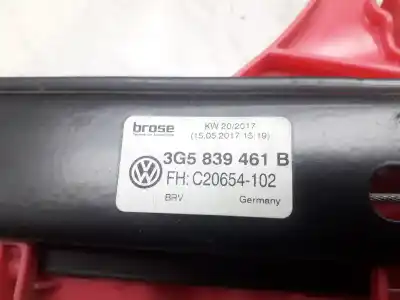 brose
KW 20/2017
(15.05.2017 15:19)
3G5 839 461 B
FH: C20654-102
BRV Germany